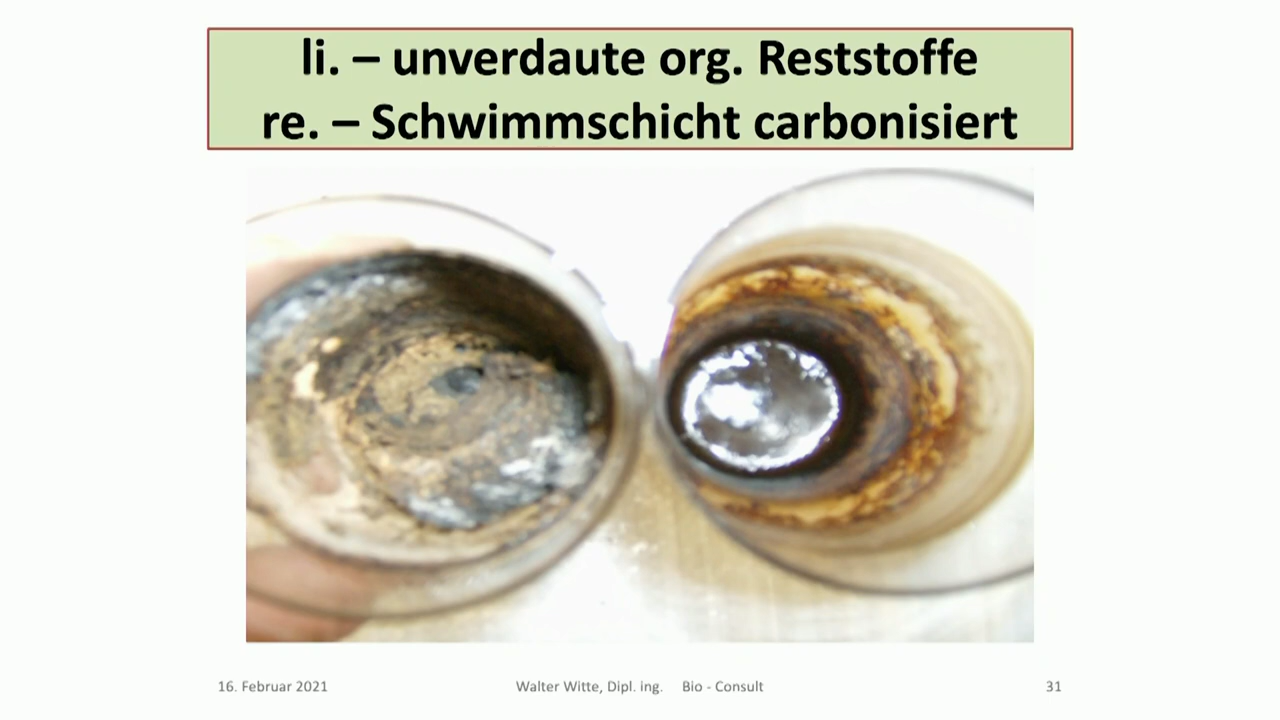 li. – unverdaute org. Reststoffe
re. – Schwimmschicht carbonisiert
16. Februar 2021
Walter Witte, Dipl. ing. Bio - Consult
31